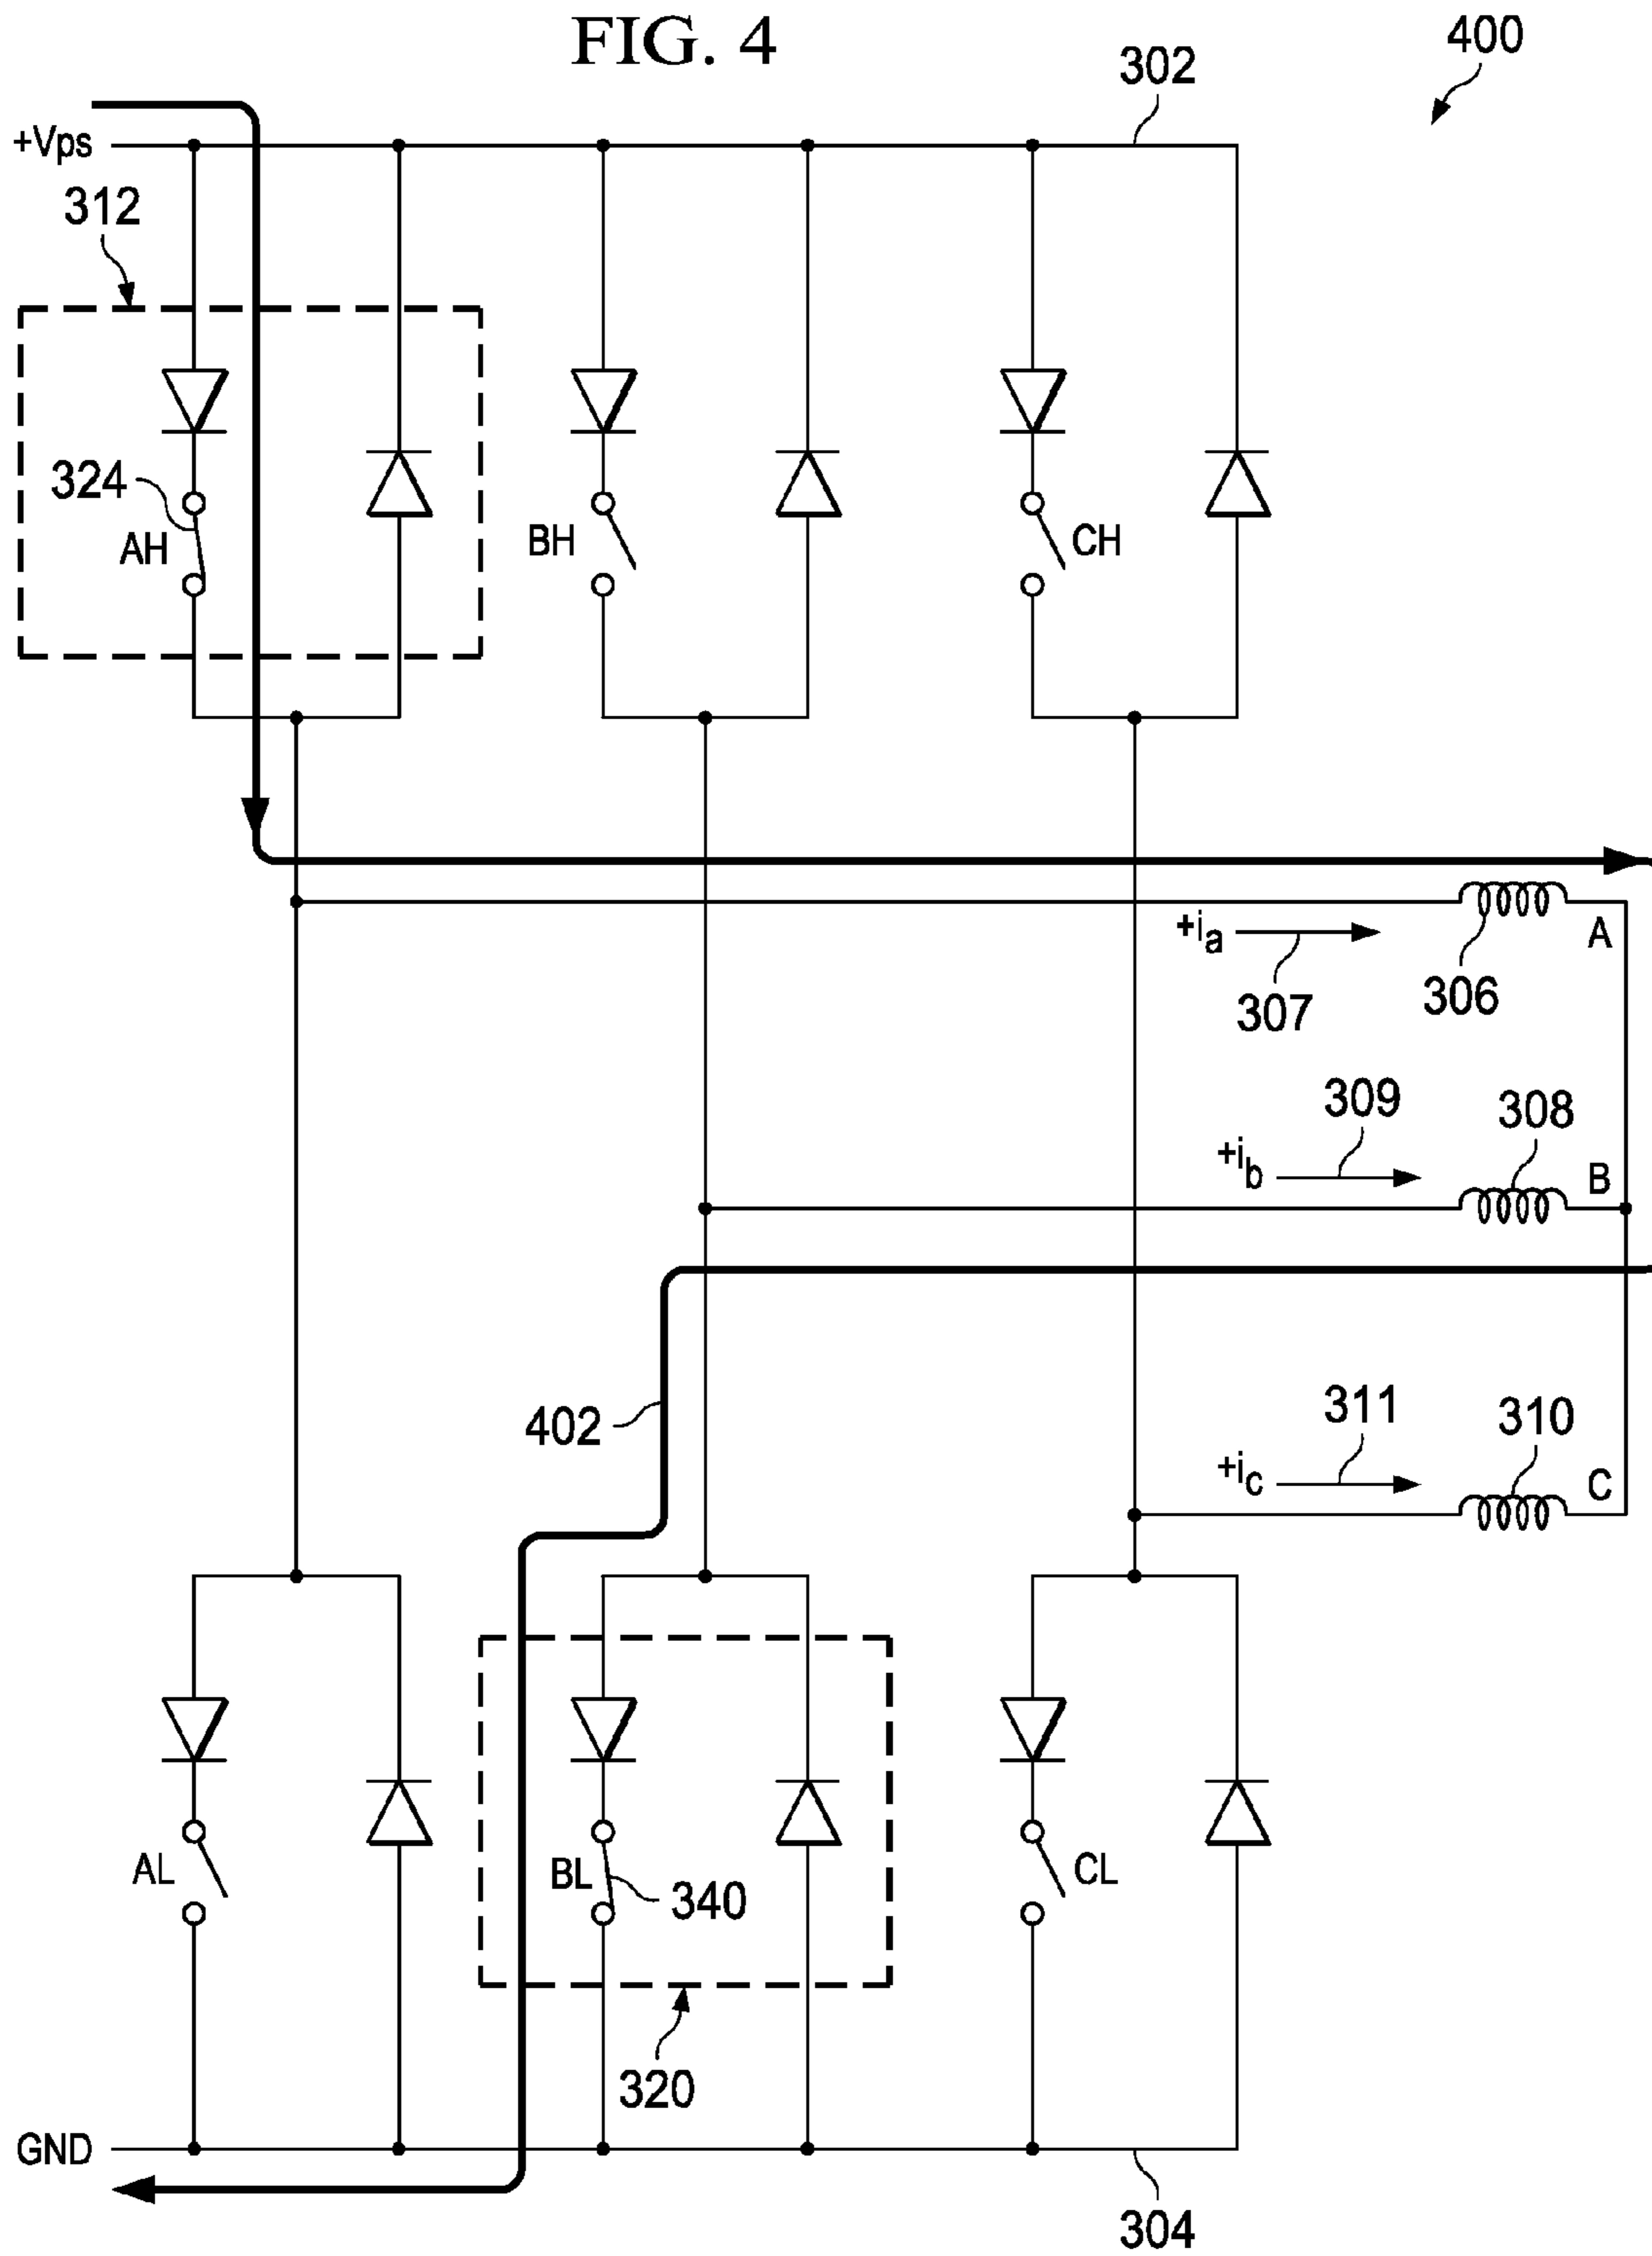 FIG. 4
400
302
+Vps
312
324
AH
BH
CH
+ia
307
306
A
309
308
+ib
B
402
311
310
+ic
C
AL
BL
340
CL
320
GND
304